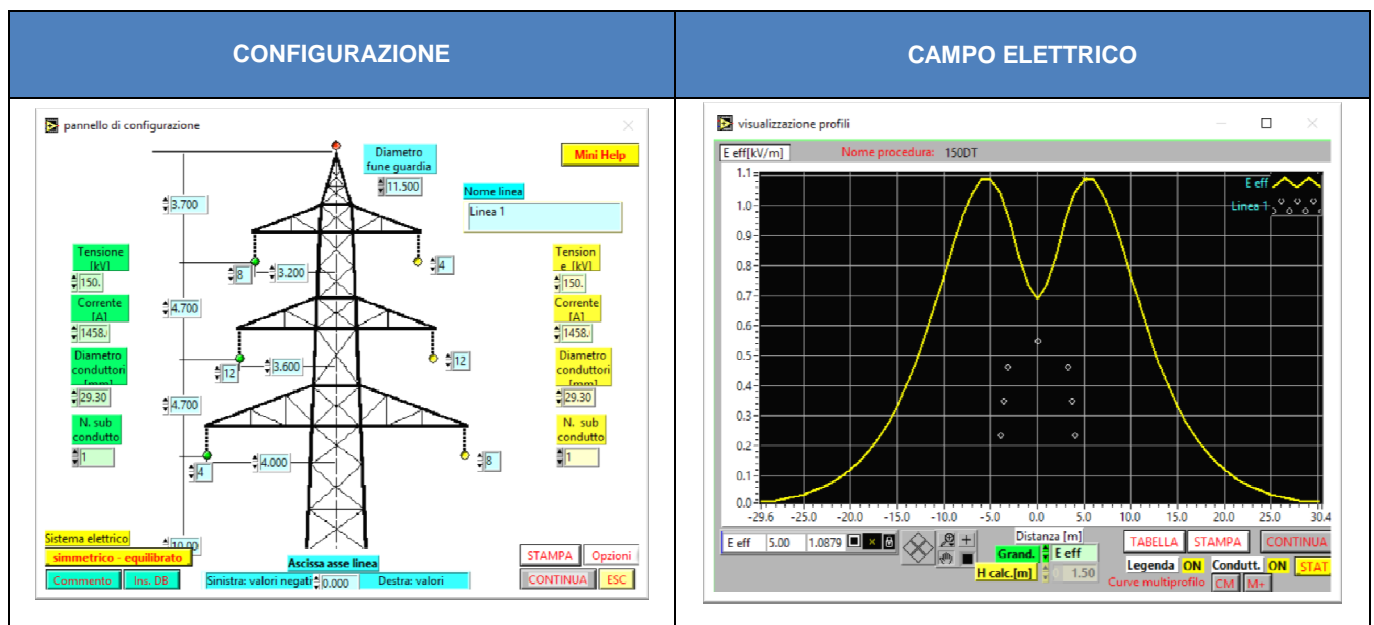 CONFIGURAZIONE
CAMPO ELETTRICO
pannello di configurazione
Diametro
fune guardia
11.500
Mini Help
Nome linea
Linea 1
3.700
8
3.200
4
Tensione
[kV]
150.
Tension
e [kV]
150.
4.700
Corrente
[A]
1458.
Corrente
[A]
1458.
12
3.600
12
Diametro
conduttori
[mm]
29.30
Diametro
conduttori
[mm]
29.30
4.700
N. sub
condutto
1
N. sub
condutto
1
4
4.000
8
Sistema elettrico
simmetrico - equilibrato
10.00
Commento
Ins. DB
Ascissa asse linea
Sinistra: valori negati
0.000
Destra: valori
STAMPA
Opzioni
CONTINUA
ESC
visualizzazione profili
E eff[kV/m]
Nome procedura: 150DT
E eff
Linea 1
1.1
1.0
0.9
0.8
0.7
0.6
0.5
0.4
0.3
0.2
0.1
0.0
-29.6 -25.0 -20.0 -15.0 -10.0 -5.0 0.0 5.0 10.0 15.0 20.0 25.0 30.4
E eff 5.00 1.0879
Distanza [m]
Grand. E eff
H calc.[m] 1.50
TABELLA
STAMPA
CONTINUA
Legenda ON
Condutt. ON
STAT
Curve multiprofilo CM M+